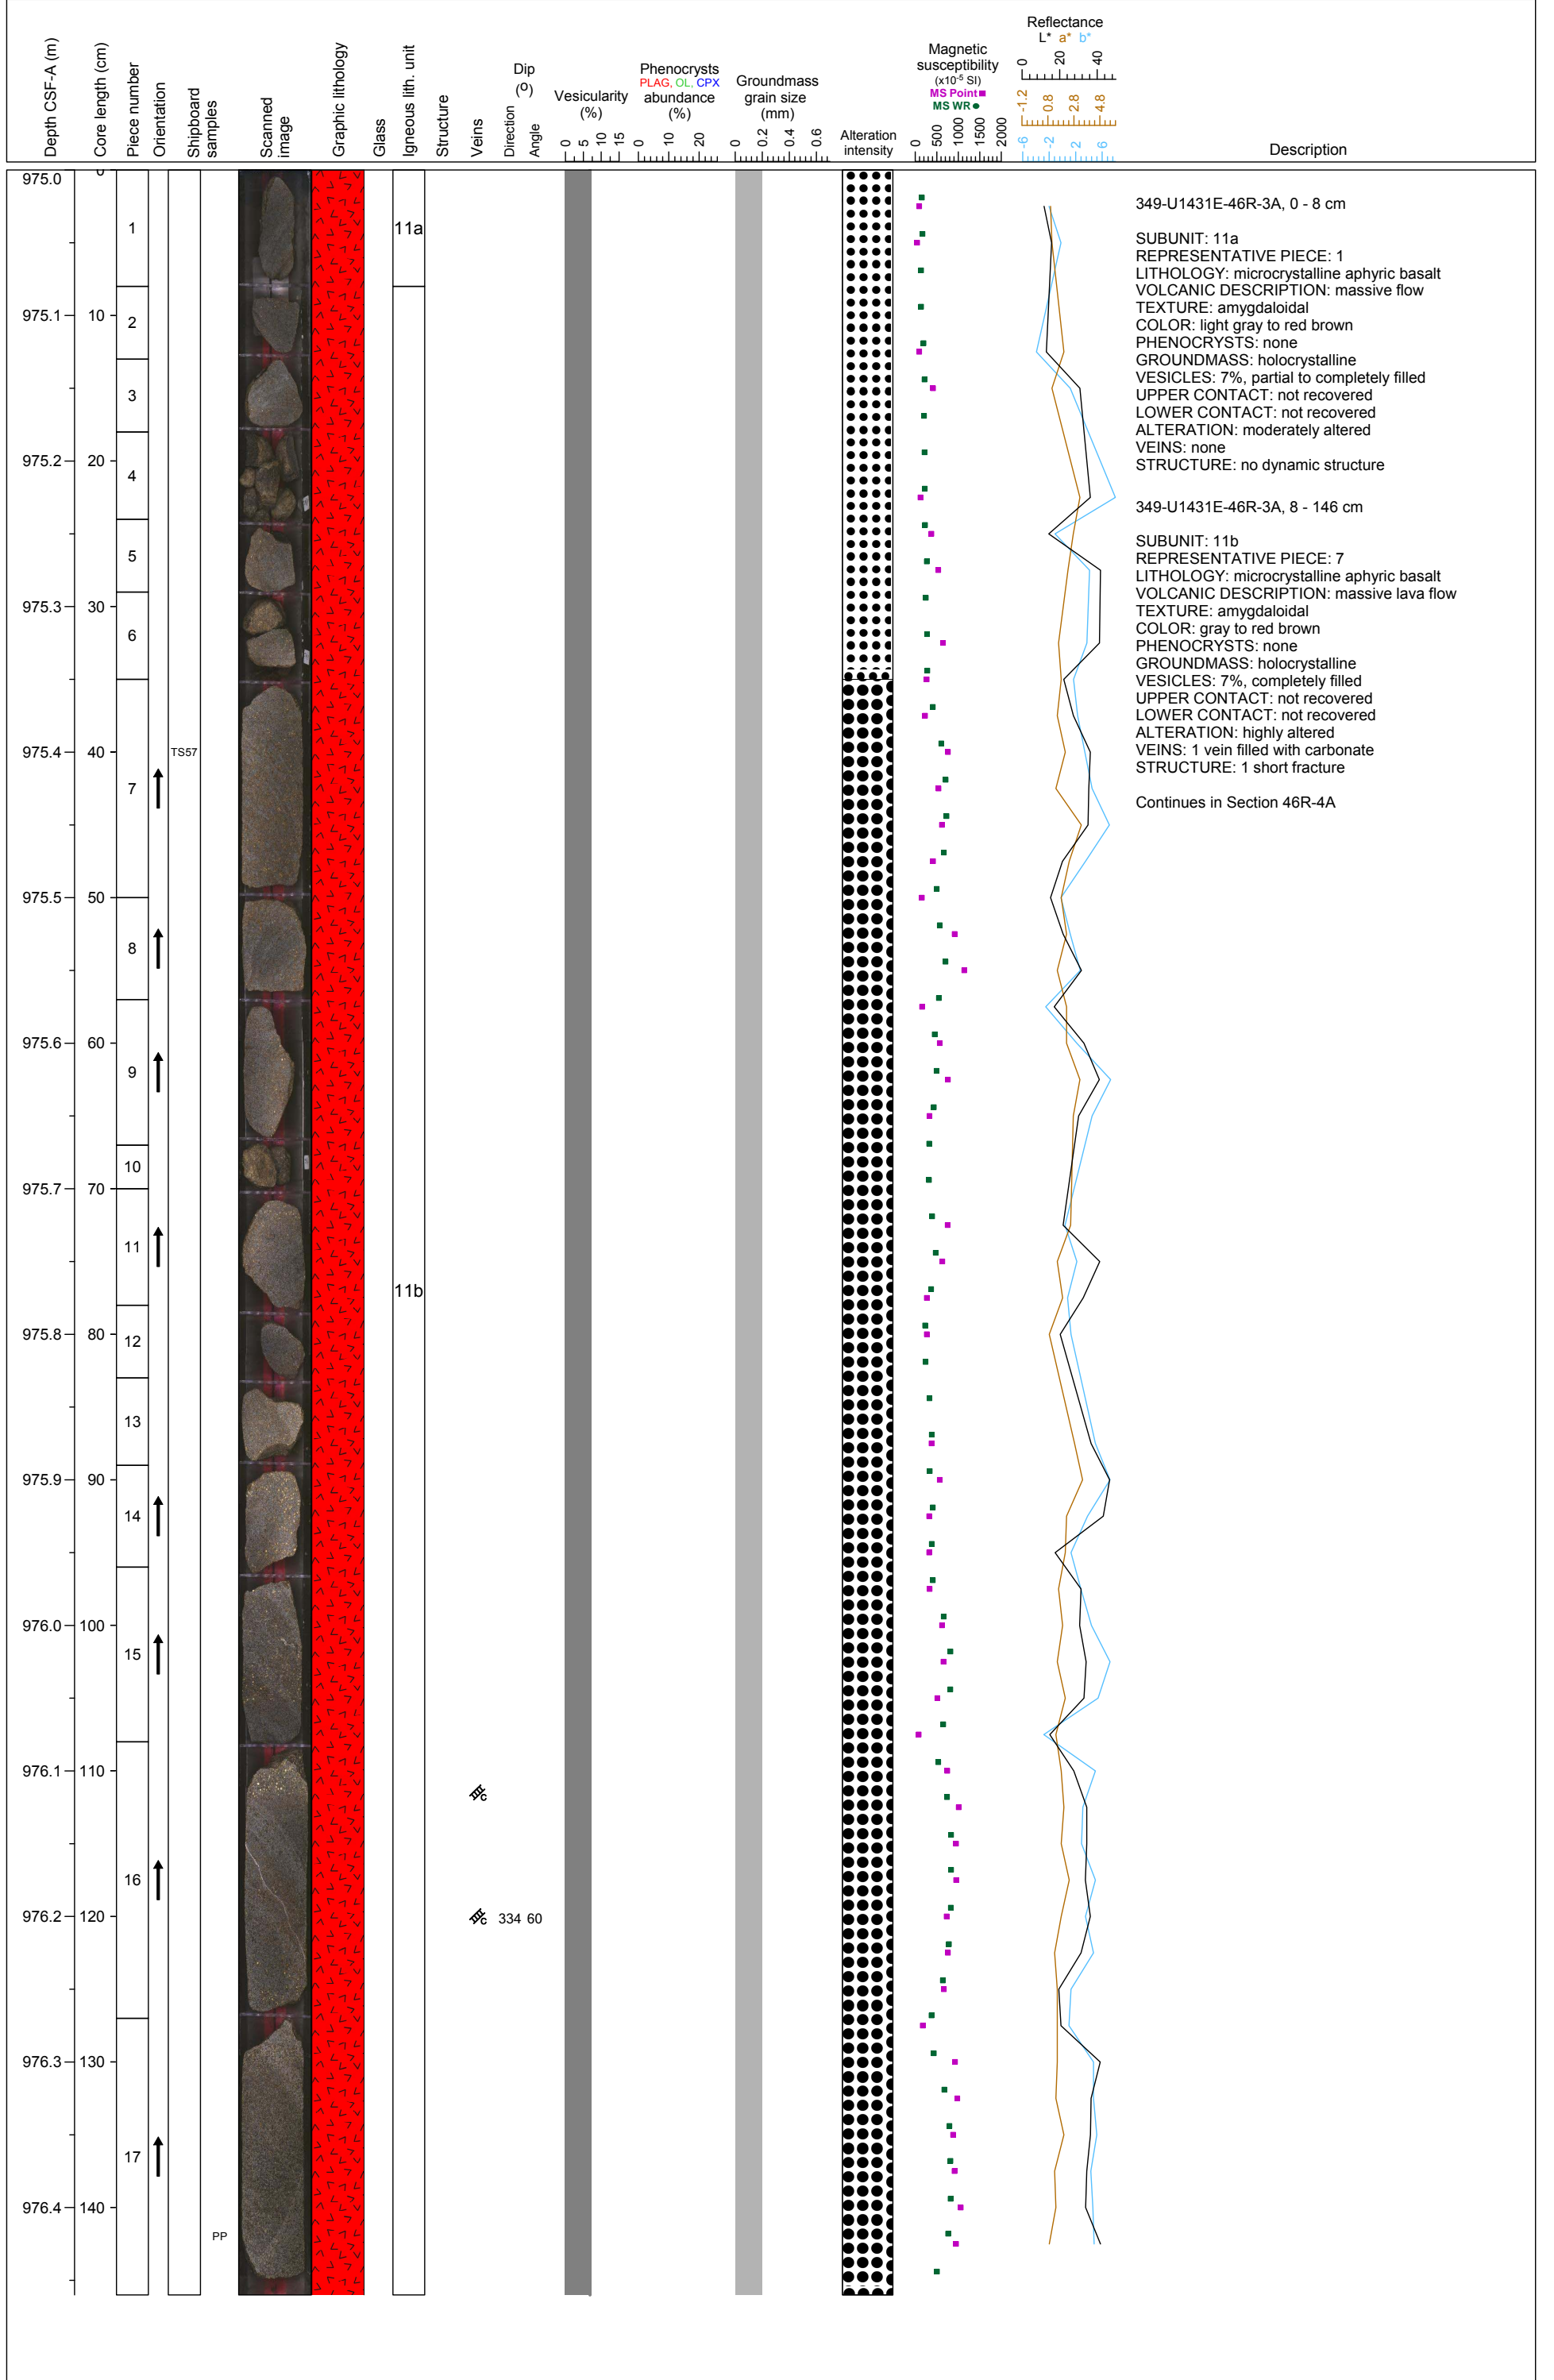 Depth CSF-A (m)
Core length (cm)
Piece number
Orientation
Shipboard
samples
Scanned
image
Graphic lithology
Glass
Igneous lith. unit
Structure
Veins
Dip
(o)
Direction
Angle
Vesicularity
(%)
0 5 10 15
Phenocrysts
PLAG, OL, CPX
abundance
(%)
0 10 20
Groundmass
grain size
(mm)
0 0.2 0.4 0.6
Alteration
intensity
Magnetic
susceptibility
(x10-5 SI)
MS Point
MS WR
0 500 1000 1500 2000
Reflectance
L* a* b*
0 20 40
-1.2 0.8 2.8 4.8
-6 -2 2 6
Description
975.0 0
975.1 10
975.2 20
975.3 30
975.4 40
975.5 50
975.6 60
975.7 70
975.8 80
975.9 90
976.0 100
976.1 110
976.2 120
976.3 130
976.4 140
1
2
3
4
5
6
7
8
9
10
11
12
13
14
15
16
17
TS57
PP
11a
11b
c
c 334 60
349-U1431E-46R-3A, 0 - 8 cm
SUBUNIT: 11a
REPRESENTATIVE PIECE: 1
LITHOLOGY: microcrystalline aphyric basalt
VOLCANIC DESCRIPTION: massive flow
TEXTURE: amygdaloidal
COLOR: light gray to red brown
PHENOCRYSTS: none
GROUNDMASS: holocrystalline
VESICLES: 7%, partial to completely filled
UPPER CONTACT: not recovered
LOWER CONTACT: not recovered
ALTERATION: moderately altered
VEINS: none
STRUCTURE: no dynamic structure
349-U1431E-46R-3A, 8 - 146 cm
SUBUNIT: 11b
REPRESENTATIVE PIECE: 7
LITHOLOGY: microcrystalline aphyric basalt
VOLCANIC DESCRIPTION: massive lava flow
TEXTURE: amygdaloidal
COLOR: gray to red brown
PHENOCRYSTS: none
GROUNDMASS: holocrystalline
VESICLES: 7%, completely filled
UPPER CONTACT: not recovered
LOWER CONTACT: not recovered
ALTERATION: highly altered
VEINS: 1 vein filled with carbonate
STRUCTURE: 1 short fracture
Continues in Section 46R-4A